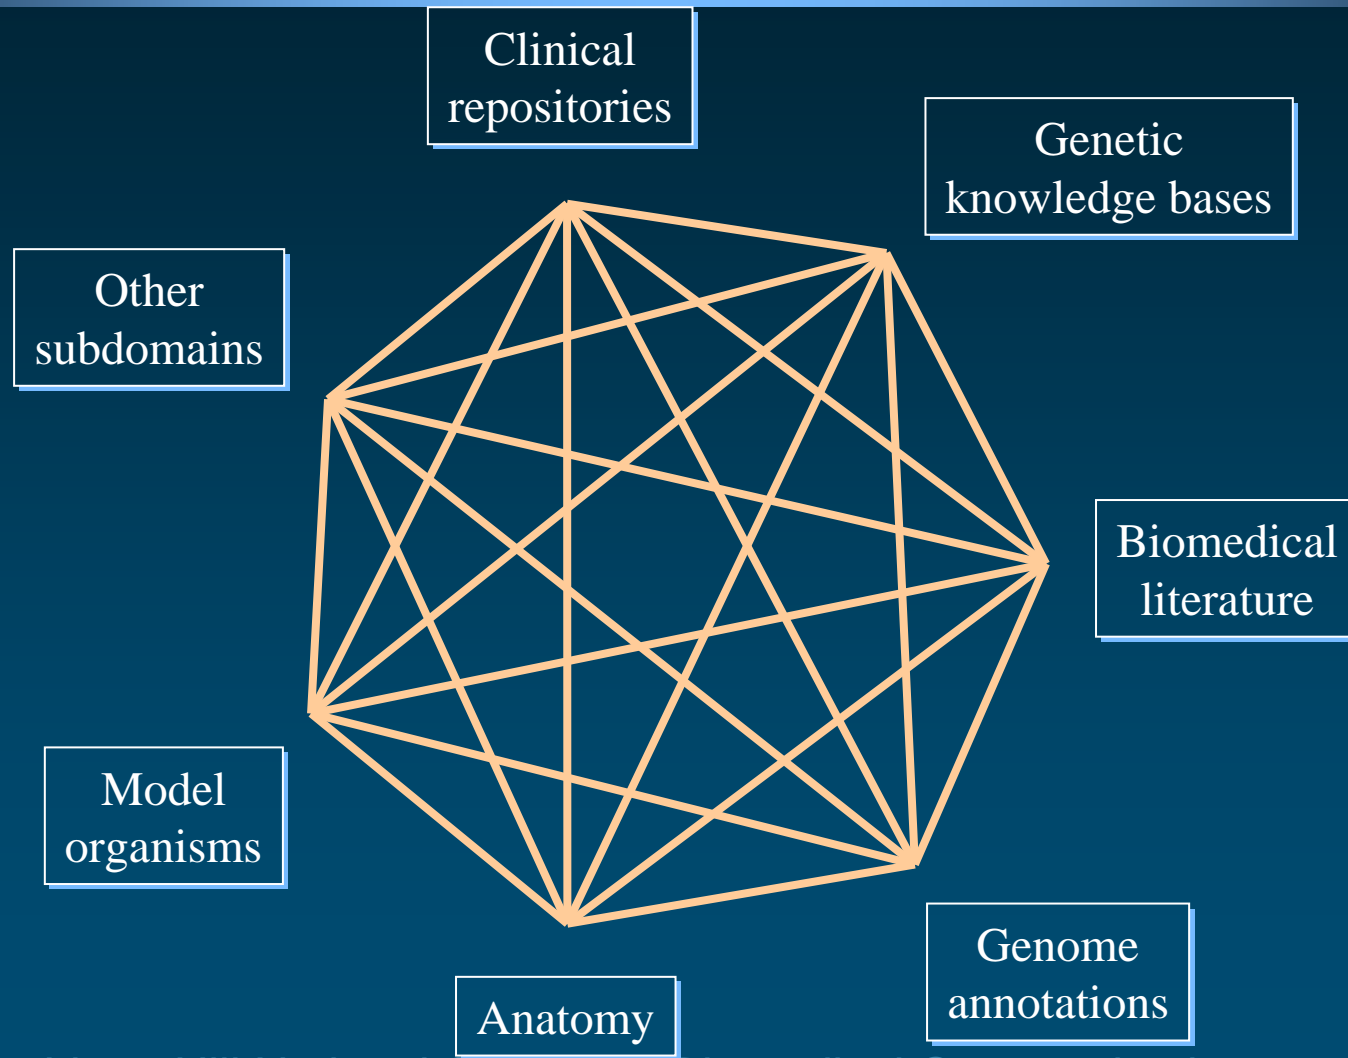 Clinical
repositories
Genetic
knowledge bases
Other
subdomains
Biomedical
literature
Model
organisms
Genome
annotations
Anatomy